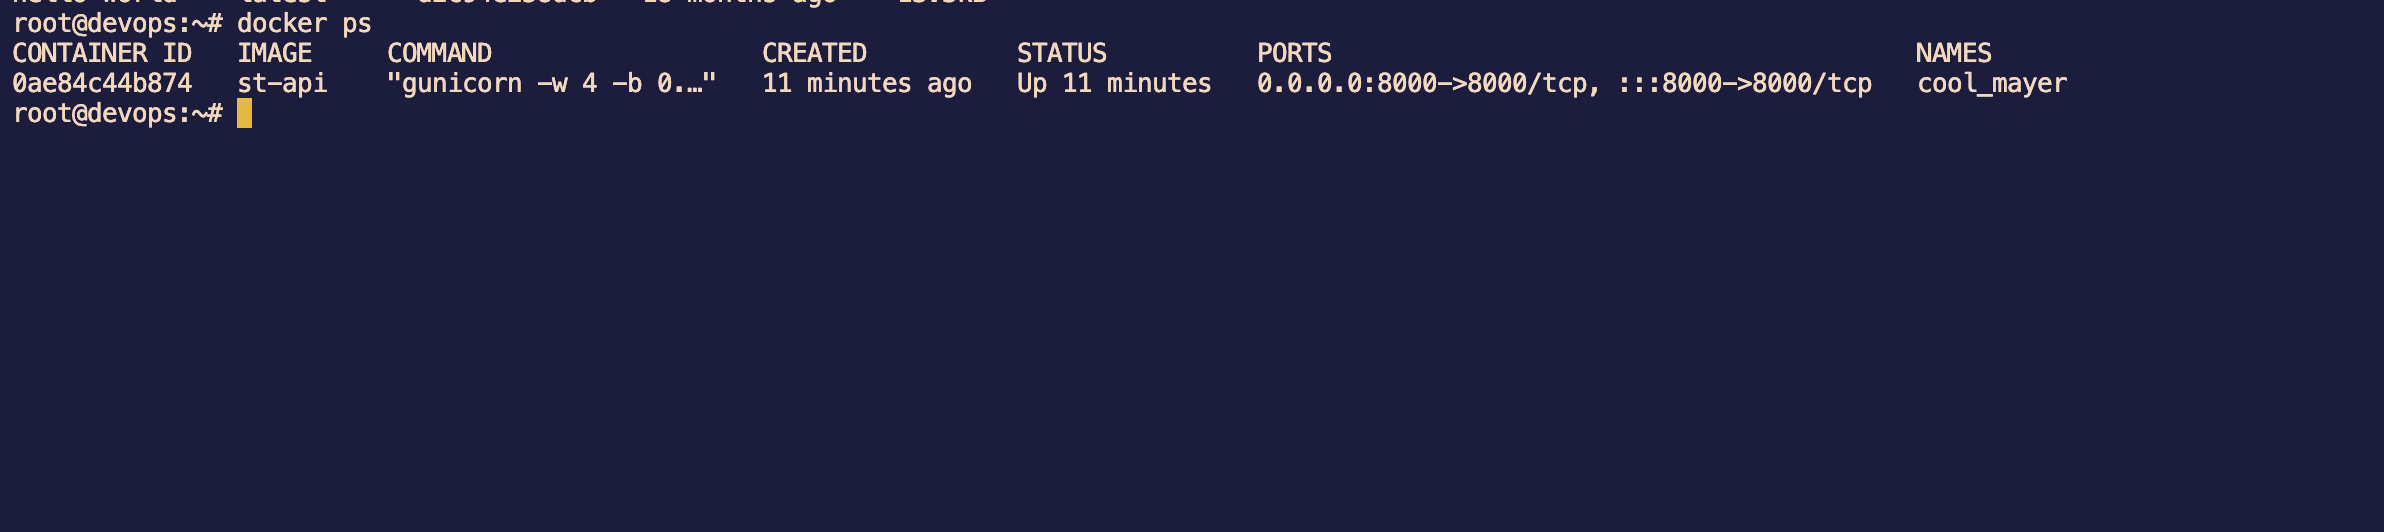 root@devops:~# docker ps
CONTAINER ID   IMAGE     COMMAND                  CREATED          STATUS          PORTS                                       NAMES
0ae84c44b874   st-api    "gunicorn -w 4 -b 0.…"   11 minutes ago   Up 11 minutes   0.0.0.0:8000->8000/tcp, :::8000->8000/tcp   cool_mayer
root@devops:~#